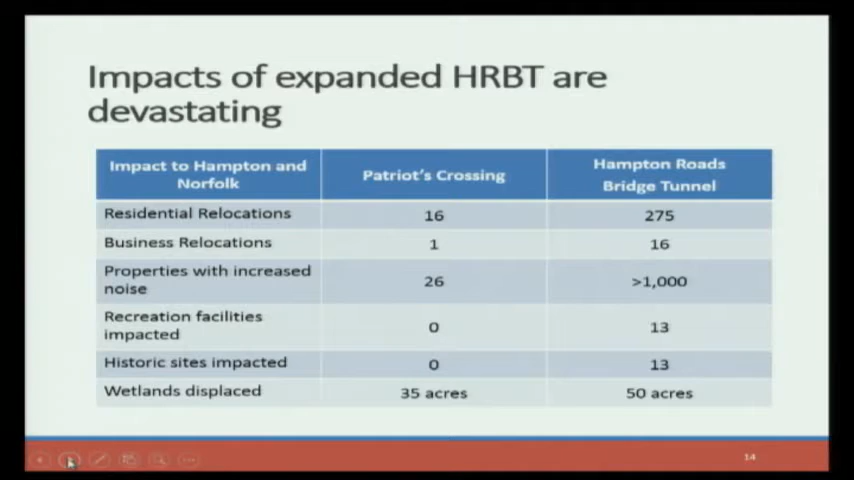 Impacts of expanded HRBT are
devastating
Impact to Hampton and
Norfolk
Patriot's Crossing
Hampton Roads
Bridge Tunnel
Residential Relocations 16 275
Business Relocations 1 16
Properties with increased
noise
26 >1,000
Recreation facilities
impacted
0 13
Historic sites impacted 0 13
Wetlands displaced 35 acres 50 acres
14